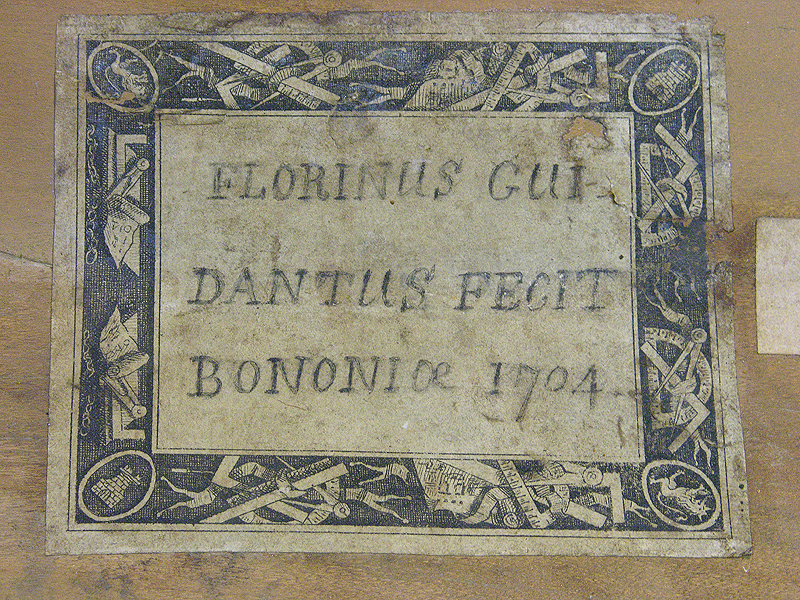 FLORINUS GUI-
DANTUS FECIT
BONONIæ 1704.